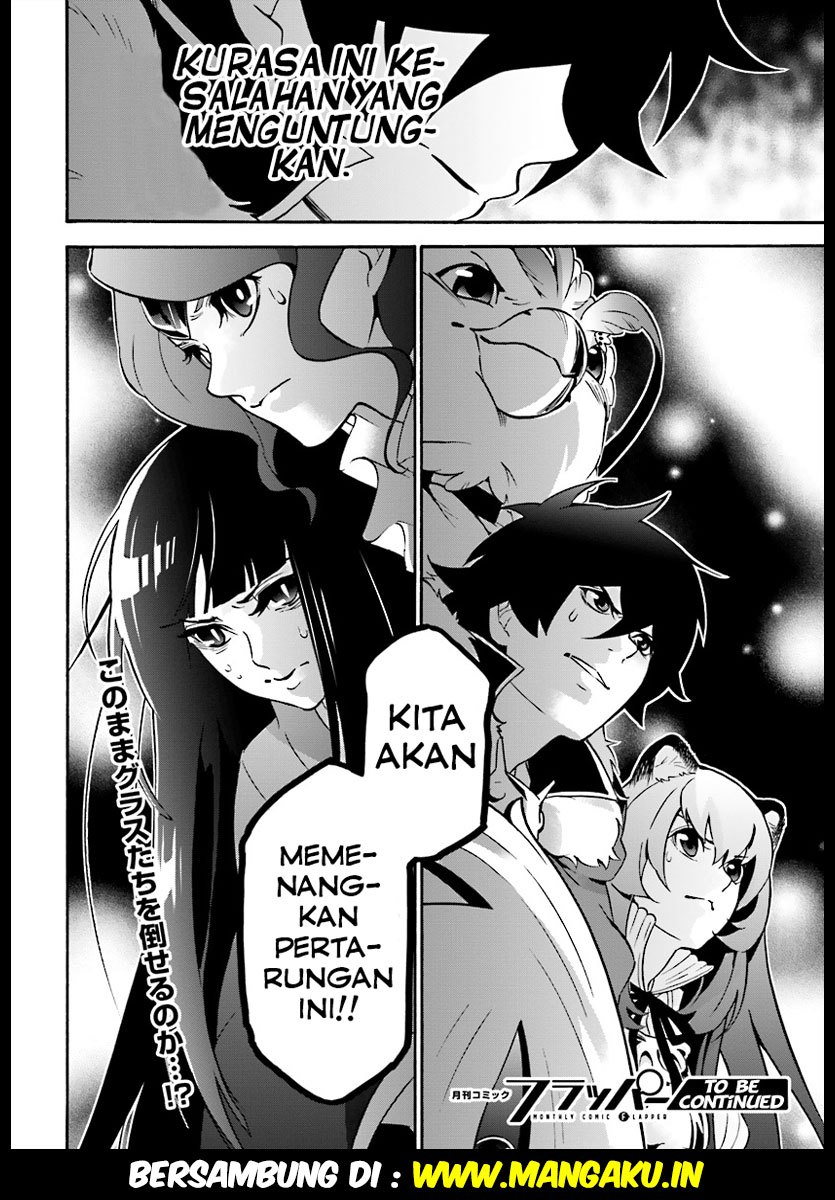 KURASA INI KE-
SALAHAN YANG
MENGUNTUNG-
KAN.
KITA
AKAN
MEME-
NANG-
KAN
PERTA-
RUNGAN
INI!!
このままグラスたちを倒せるのか…!?
月刊コミック
フラッパー
MONTHLY COMIC FLAPPER
TO BE
CONTINUED
BERSAMBUNG DI : WWW.MANGAKU.IN